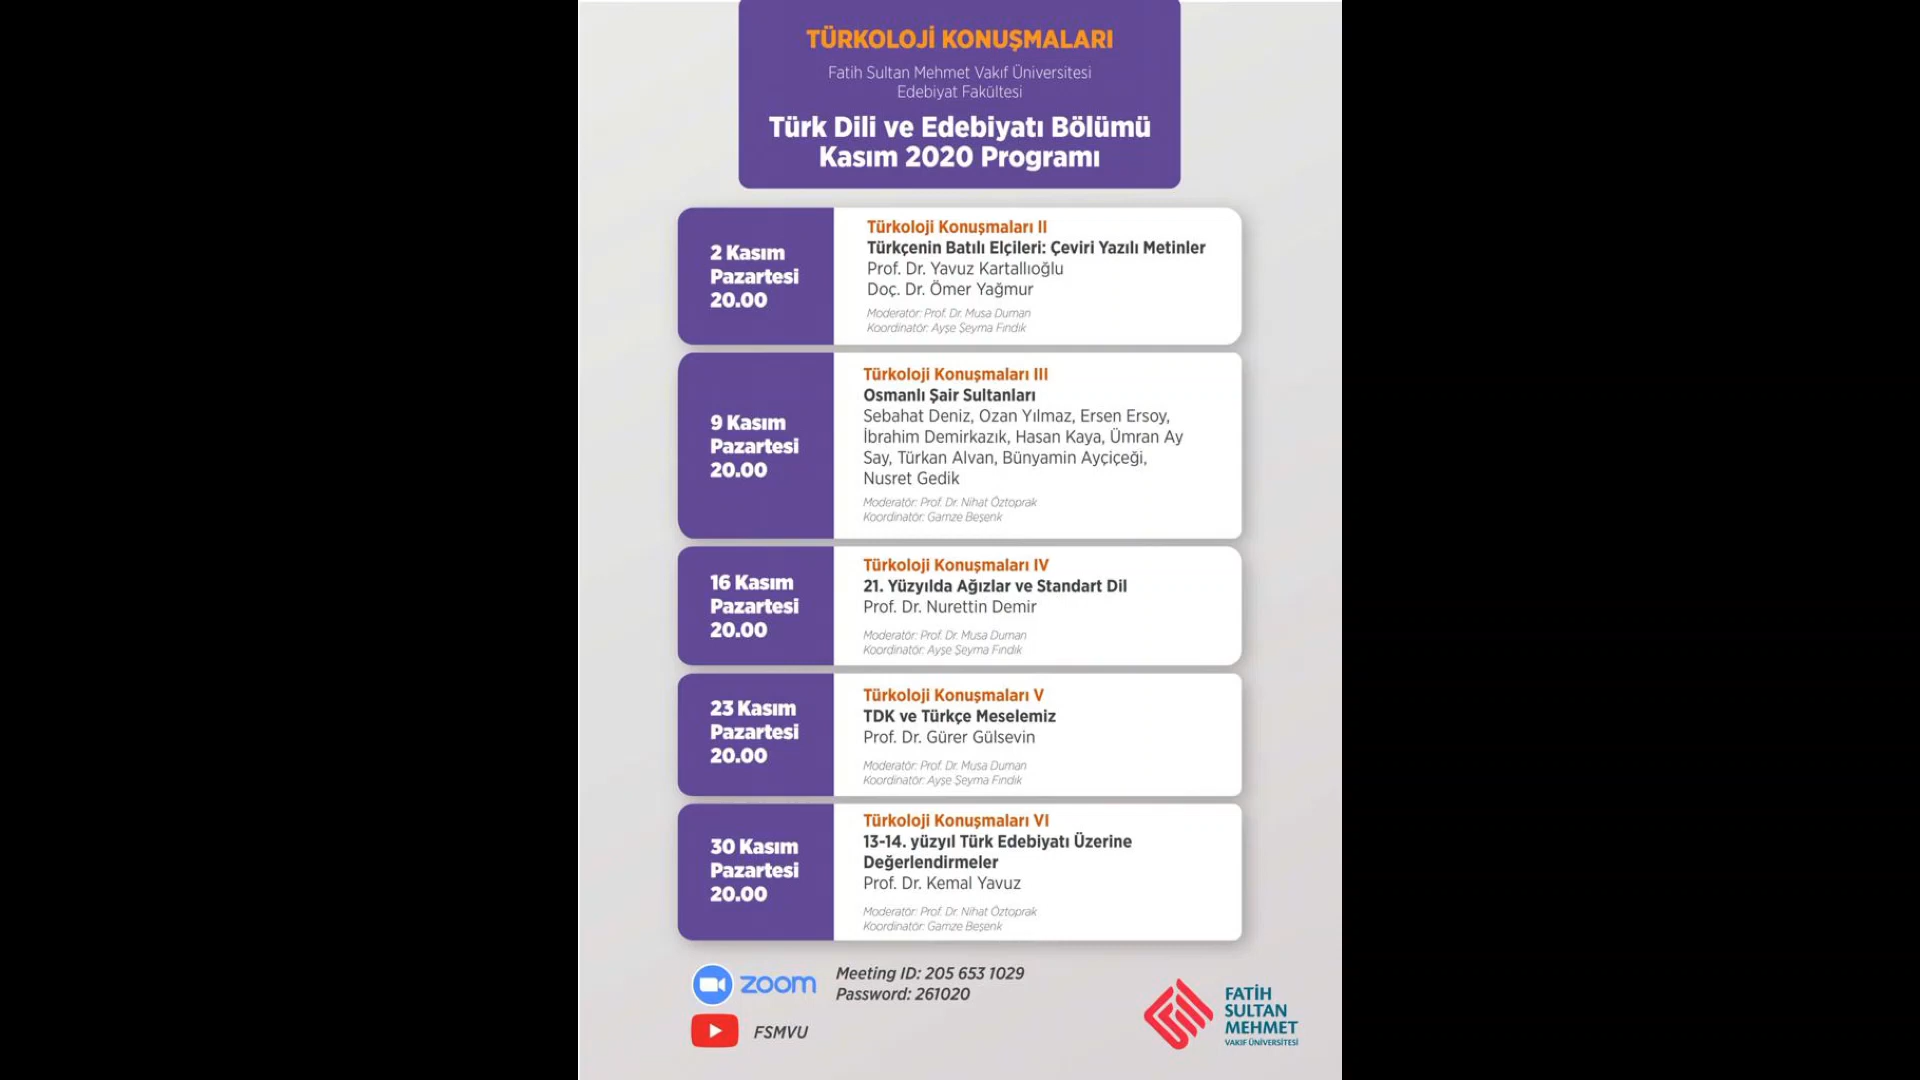 TÜRKOLOJİ KONUŞMALARI
Fatih Sultan Mehmet Vakıf Üniversitesi
Edebiyat Fakültesi
Türk Dili ve Edebiyatı Bölümü
Kasım 2020 Programı
2 Kasım
Pazartesi
20.00
Türkoloji Konuşmaları II
Türkçenin Batılı Elçileri: Çeviri Yazılı Metinler
Prof. Dr. Yavuz Kartallıoğlu
Doç. Dr. Ömer Yağmur
Moderatör: Prof. Dr. Musa Duman
Koordinatör: Ayşe Şeyma Fındık
9 Kasım
Pazartesi
20.00
Türkoloji Konuşmaları III
Osmanlı Şair Sultanları
Sebahat Deniz, Ozan Yılmaz, Ersen Ersoy,
İbrahim Demirkazık, Hasan Kaya, Ümran Ay
Say, Türkan Alvan, Bünyamin Ayçiçeği,
Nusret Gedik
Moderatör: Prof. Dr. Nihat Öztoprak
Koordinatör: Gamze Beşenk
16 Kasım
Pazartesi
20.00
Türkoloji Konuşmaları IV
21. Yüzyılda Ağızlar ve Standart Dil
Prof. Dr. Nurettin Demir
Moderatör: Prof. Dr. Musa Duman
Koordinatör: Ayşe Şeyma Fındık
23 Kasım
Pazartesi
20.00
Türkoloji Konuşmaları V
TDK ve Türkçe Meselemiz
Prof. Dr. Gürer Gülsevin
Moderatör: Prof. Dr. Musa Duman
Koordinatör: Ayşe Şeyma Fındık
30 Kasım
Pazartesi
20.00
Türkoloji Konuşmaları VI
13-14. yüzyıl Türk Edebiyatı Üzerine
Değerlendirmeler
Prof. Dr. Kemal Yavuz
Moderatör: Prof. Dr. Nihat Öztoprak
Koordinatör: Gamze Beşenk
zoom
Meeting ID: 205 653 1029
Password: 261020
FSMVU
FATİH
SULTAN
MEHMET
VAKIF ÜNİVERSİTESİ